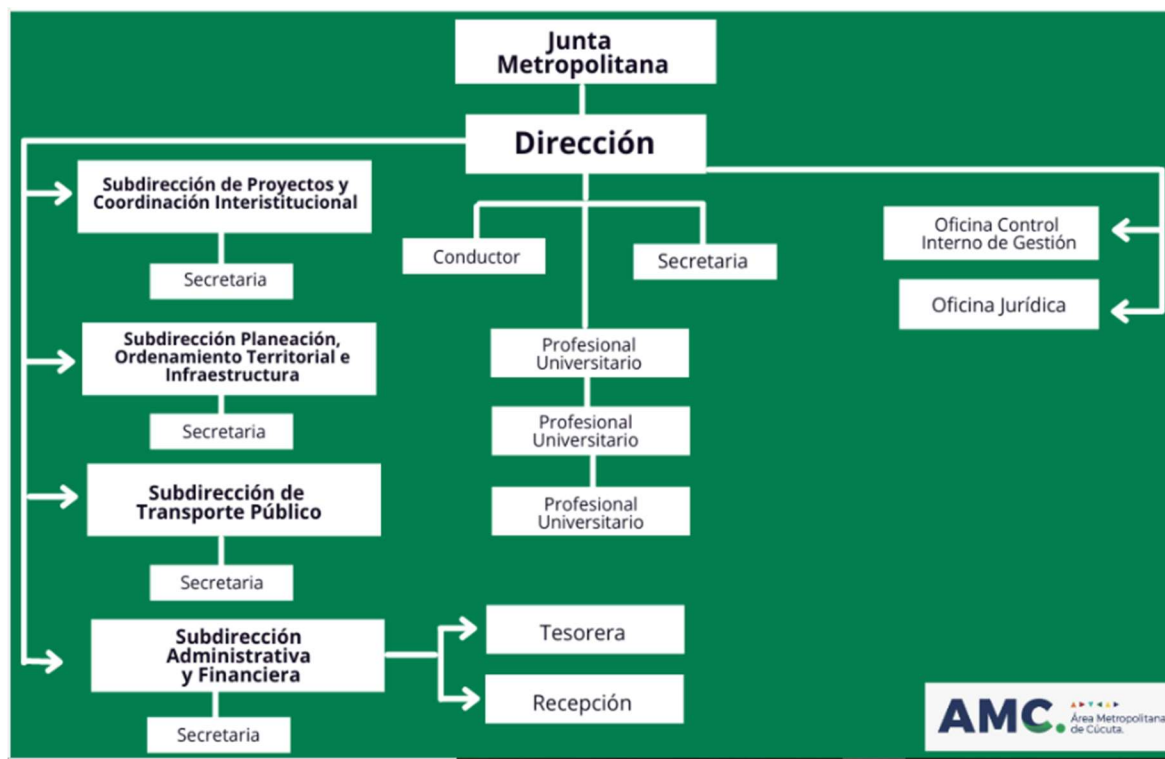 Junta
Metropolitana
Dirección
Subdirección de Proyectos y
Coordinación Interistitucional
Secretaria
Conductor
Secretaria
Oficina Control
Interno de Gestión
Oficina Jurídica
Subdirección Planeación,
Ordenamiento Territorial e
Infraestructura
Secretaria
Profesional
Universitario
Profesional
Universitario
Profesional
Universitario
Subdirección de
Transporte Público
Secretaria
Subdirección
Administrativa
y Financiera
Secretaria
Tesorera
Recepción
AMC.
Área Metropolitana
de Cúcuta.